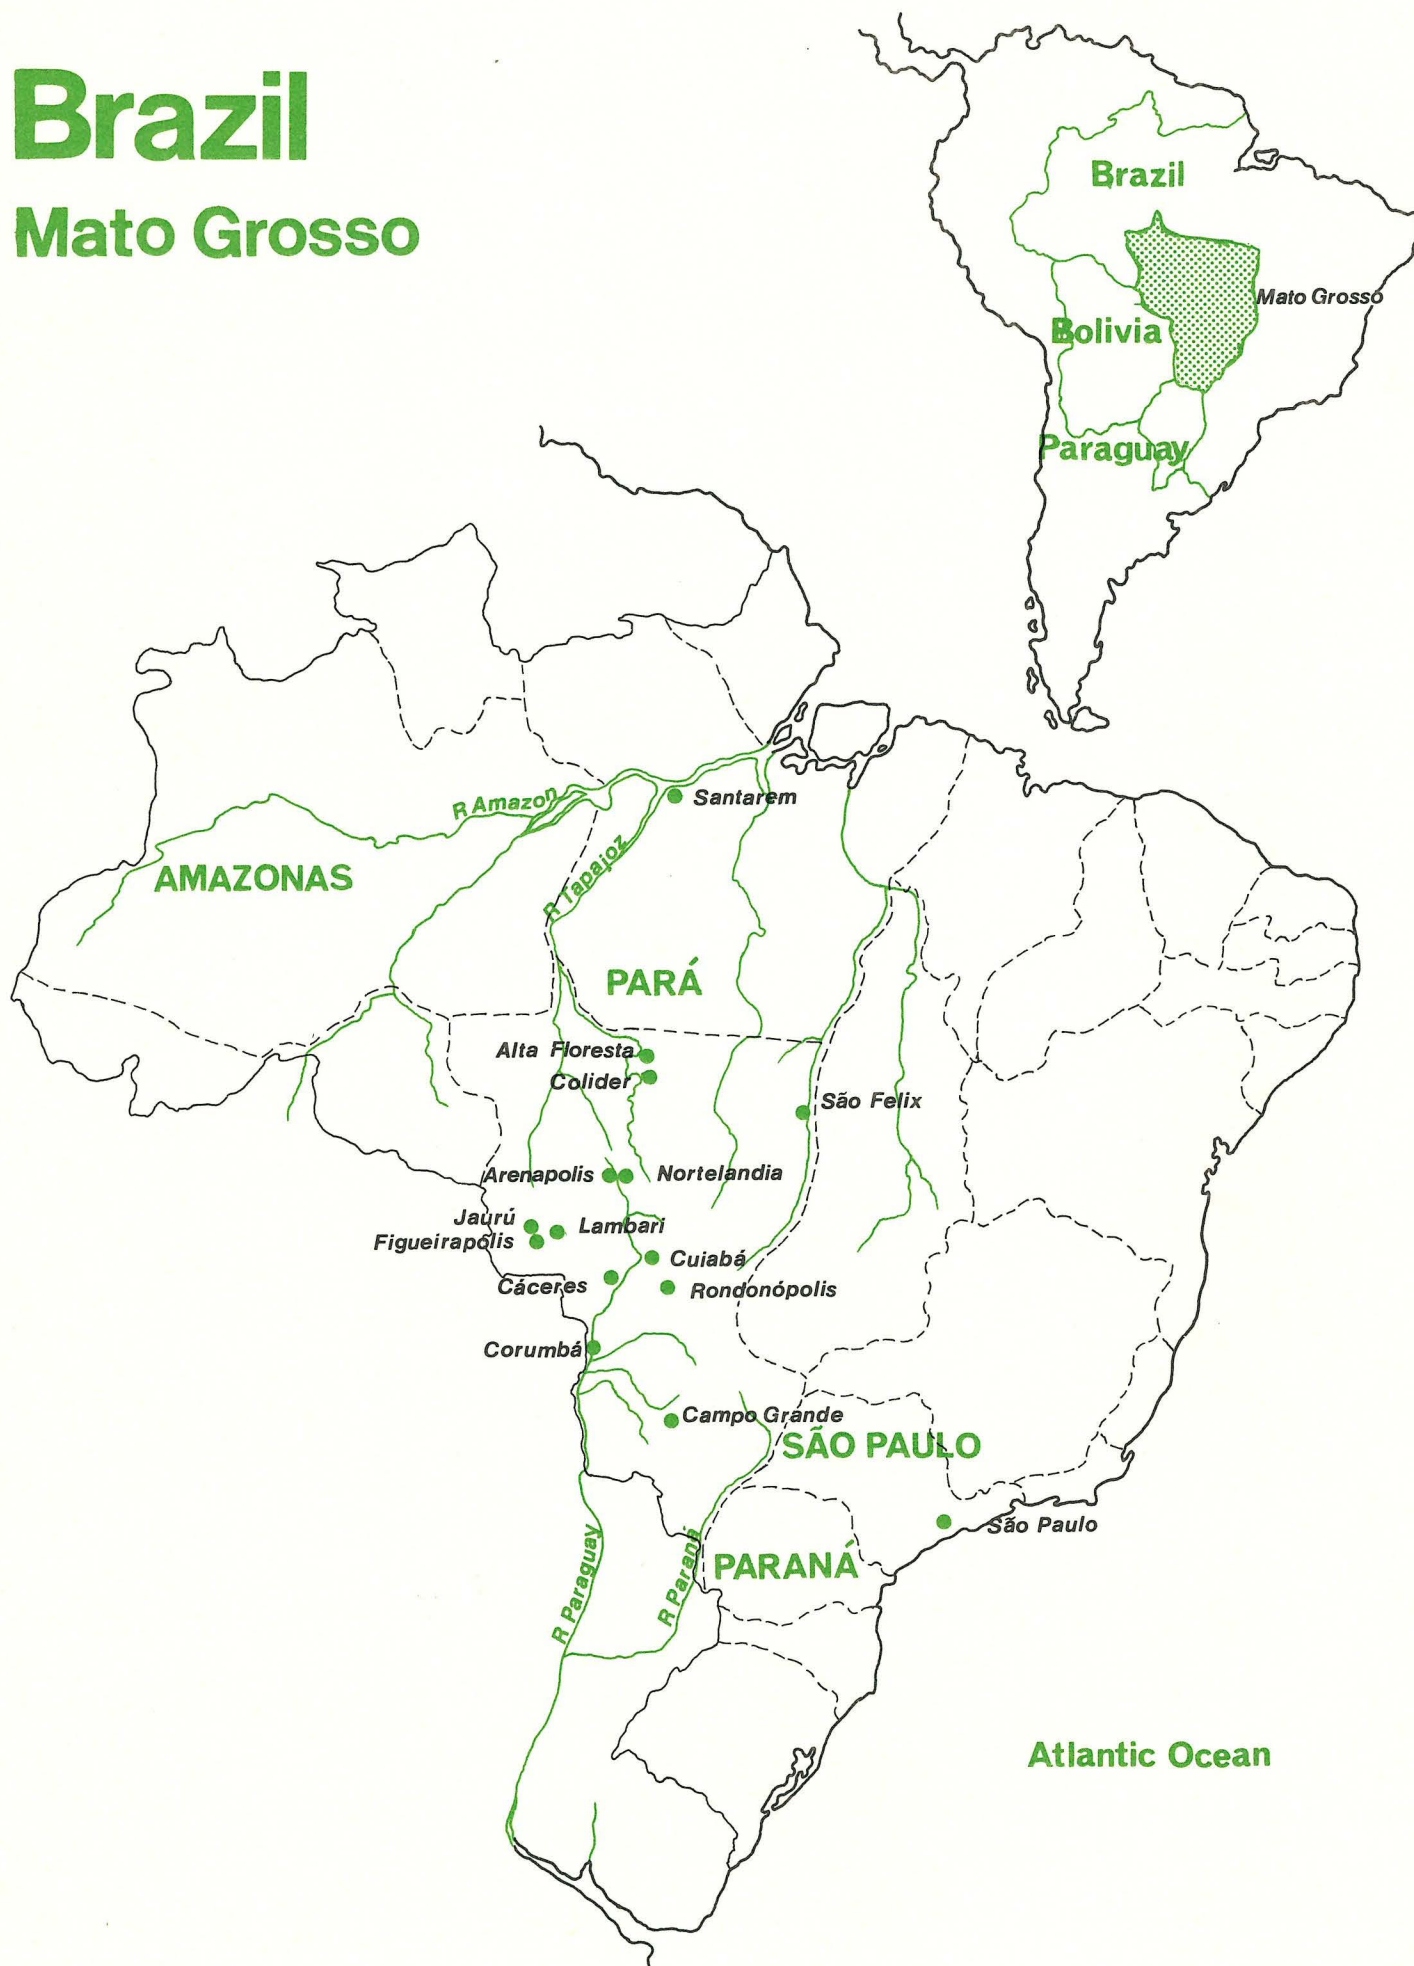 Brazil
Mato Grosso
Brazil
Mato Grosso
Bolivia
Paraguay
R Amazon
Santarem
R Tapajoz
AMAZONAS
PARÁ
Alta Floresta
Colider
São Felix
Arenapolis
Nortelandia
Jaurú
Lambari
Figueirapolis
Cuiabá
Cáceres
Rondonópolis
Corumbá
Campo Grande
SÃO PAULO
São Paulo
R Paraguay
R Paraná
PARANÁ
Atlantic Ocean